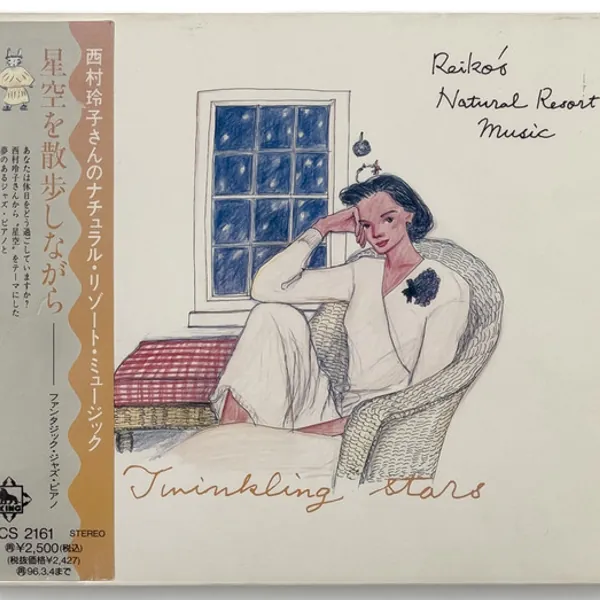 西村玲子さんのナチュラル・リゾート・ミュージック
星空を散歩しながら
ファンタジック・ジャズ・ピアノ
あなたは休日をどう過ごしていますか?
西村玲子さんから“星空”をテーマにした
夢のあるジャズ・ピアノと
KING
CS 2161 STEREO
¥2,500(税込)
(税抜価格¥2,427)
96.3.4まで
Reiko's
Natural Resort
Music
Twinkling stars